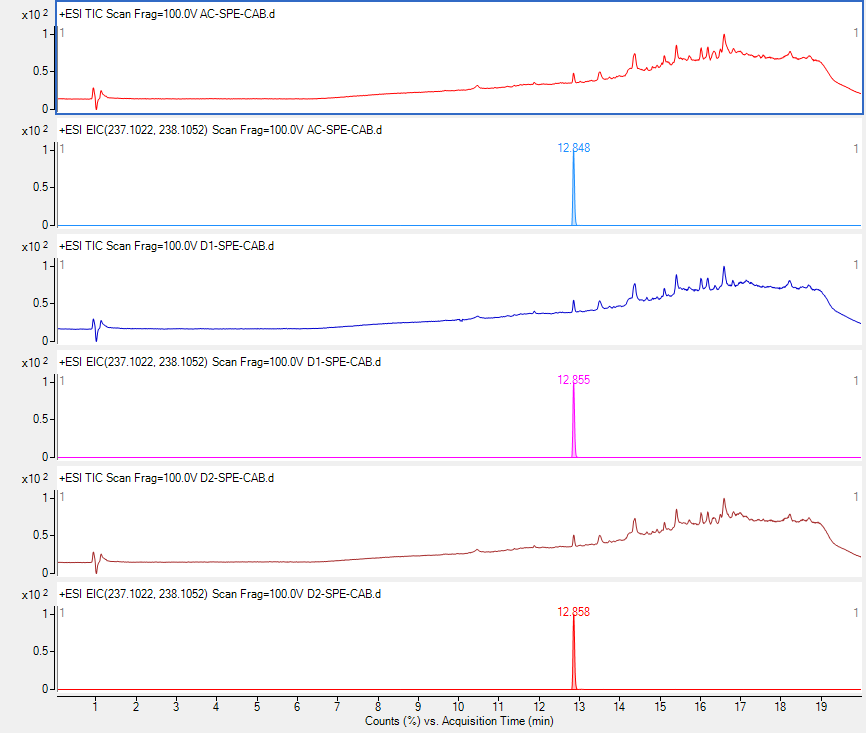 x10 2 +ESI TIC Scan Frag=100.0V AC-SPE-CAB.d
1 1 1
0.5
0
x10 2 +ESI EIC(237.1022, 238.1052) Scan Frag=100.0V AC-SPE-CAB.d
1 1 12.848 1
0.5
0
x10 2 +ESI TIC Scan Frag=100.0V D1-SPE-CAB.d
1 1 1
0.5
0
x10 2 +ESI EIC(237.1022, 238.1052) Scan Frag=100.0V D1-SPE-CAB.d
1 1 12.855 1
0.5
0
x10 2 +ESI TIC Scan Frag=100.0V D2-SPE-CAB.d
1 1 1
0.5
0
x10 2 +ESI EIC(237.1022, 238.1052) Scan Frag=100.0V D2-SPE-CAB.d
1 1 12.858 1
0.5
0
1 2 3 4 5 6 7 8 9 10 11 12 13 14 15 16 17 18 19
Counts (%) vs. Acquisition Time (min)